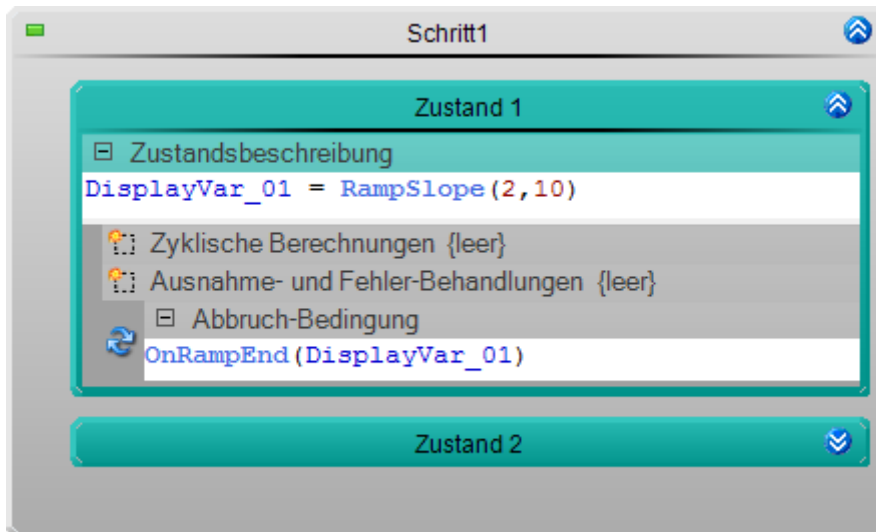 Schritt1
Zustand 1
Zustandsbeschreibung
DisplayVar_01 = RampSlope(2,10)
Zyklische Berechnungen {leer}
Ausnahme- und Fehler-Behandlungen {leer}
Abbruch-Bedingung
OnRampEnd(DisplayVar_01)
Zustand 2